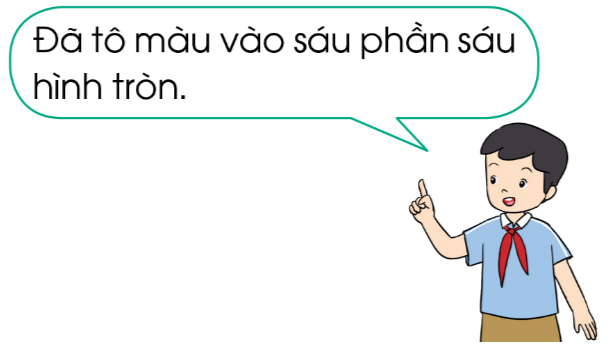 Đã tô màu vào sáu phần sáu
hình tròn.